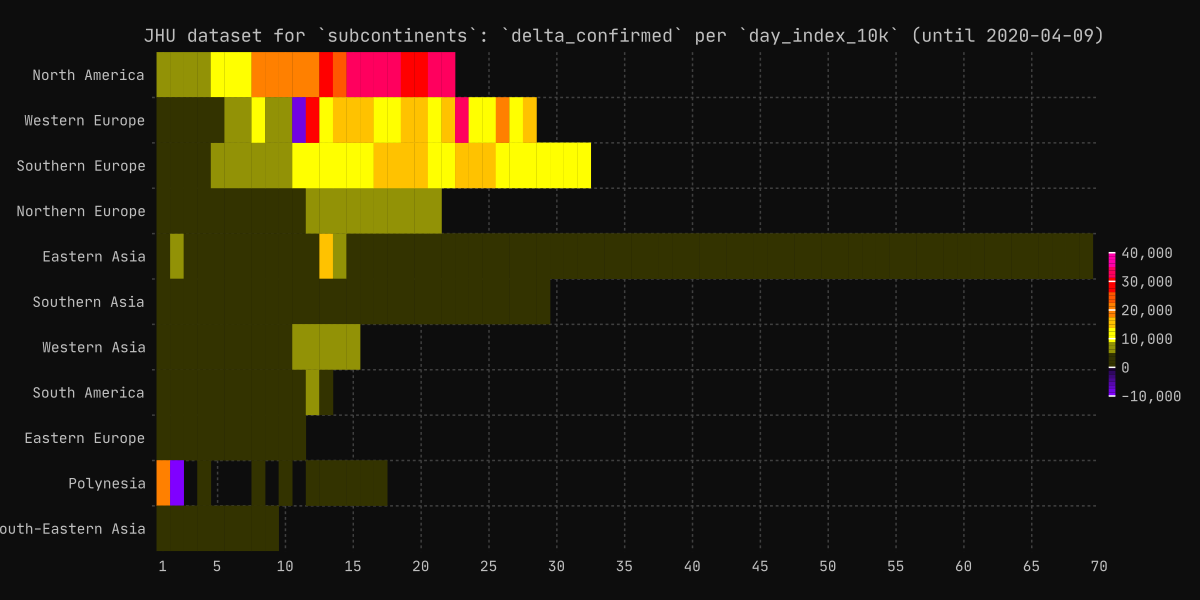 JHU dataset for `subcontinents`: `delta_confirmed` per `day_index_10k` (until 2020-04-09)
North America
Western Europe
Southern Europe
Northern Europe
Eastern Asia
Southern Asia
Western Asia
South America
Eastern Europe
Polynesia
outh-Eastern Asia
40,000
30,000
20,000
10,000
0
-10,000
1 5 10 15 20 25 30 35 40 45 50 55 60 65 70